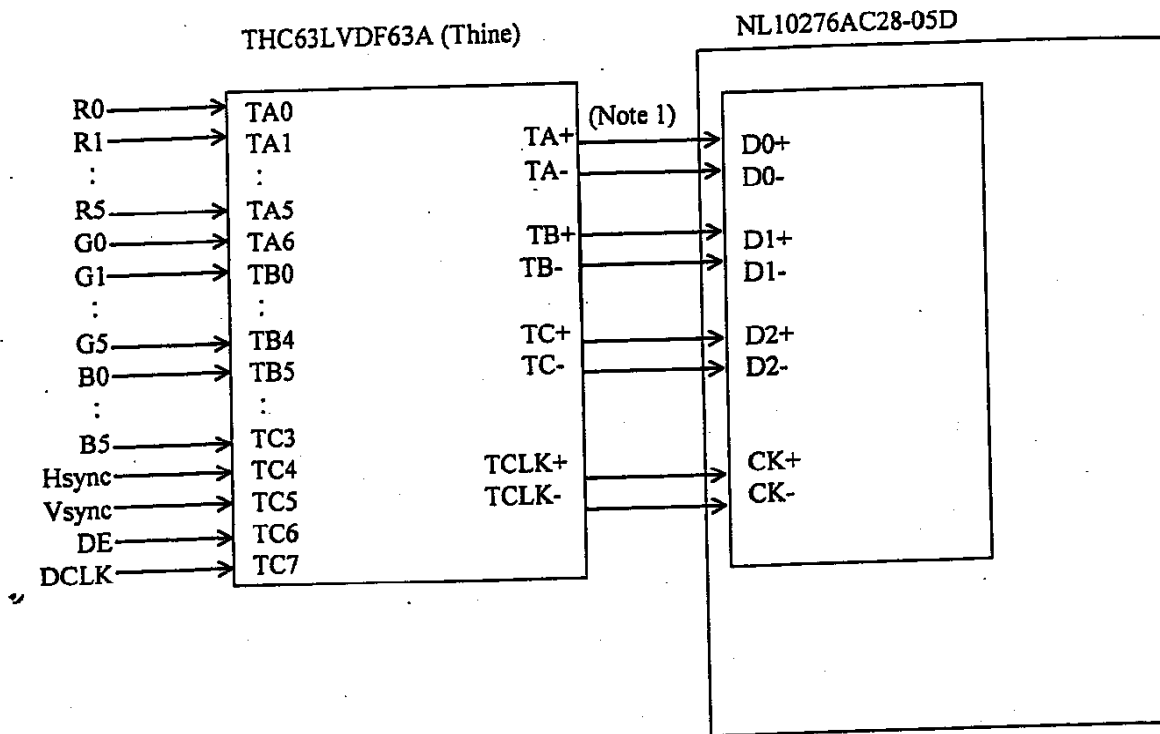 THC63LVDF63A (Thine)
NL10276AC28-05D
R0
R1
:
R5
G0
G1
:
G5
B0
:
B5
Hsync
Vsync
DE
DCLK
TA0
TA1
:
TA5
TA6
TB0
:
TB4
TB5
:
TC3
TC4
TC5
TC6
TC7
TA+
TA-
TB+
TB-
TC+
TC-
TCLK+
TCLK-
(Note 1)
D0+
D0-
D1+
D1-
D2+
D2-
CK+
CK-